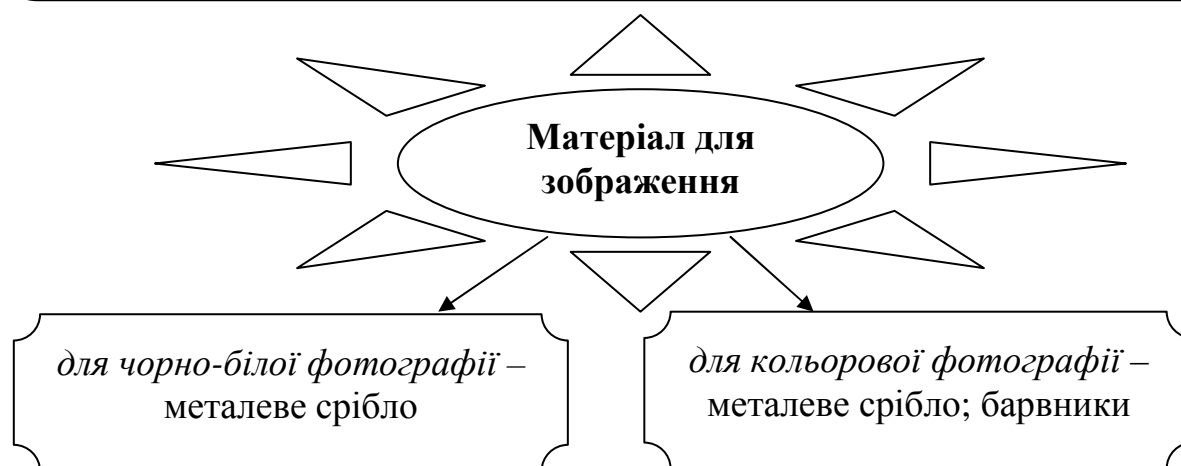 Матеріал для
зображення
для чорно-білої фотографії –
металеве срібло
для кольорової фотографії –
металеве срібло; барвники